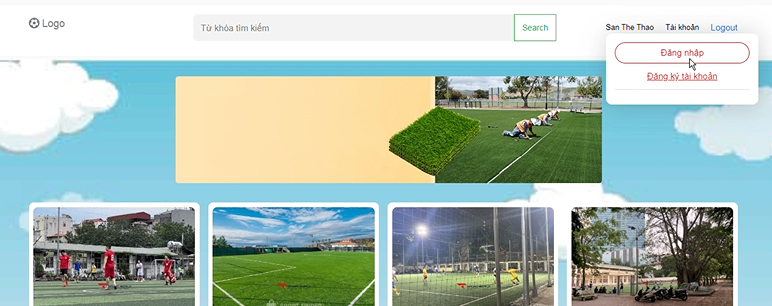 Logo
Từ khóa tìm kiếm
Search
San The Thao
Tài khoản
Logout
Đăng nhập
Đăng ký tài khoản